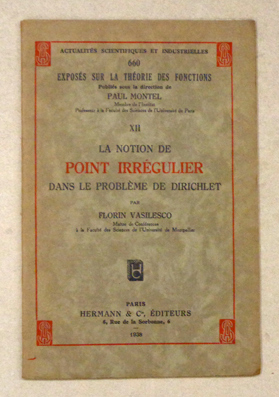 ACTUALITÉS SCIENTIFIQUES ET INDUSTRIELLES
660
EXPOSÉS SUR LA THÉORIE DES FONCTIONS
Publiés sous la direction de
PAUL MONTEL
Membre de l'Institut
Professeur à la Faculté des Sciences de l'Université de Paris
XII
LA NOTION DE
POINT IRRÉGULIER
DANS LE PROBLÈME DE DIRICHLET
PAR
FLORIN VASILESCO
Maître de Conférences
à la Faculté des Sciences de l'Université de Montpellier
PARIS
HERMANN & Cie, ÉDITEURS
6, Rue de la Sorbonne, 6
1938